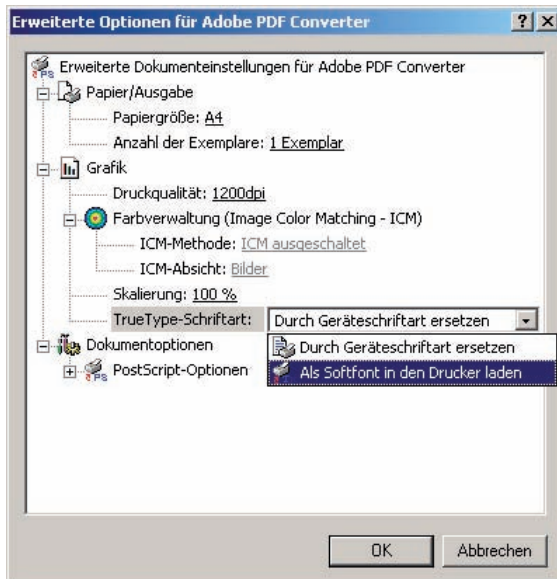 Erweiterte Optionen für Adobe PDF Converter
Erweiterte Dokumenteinstellungen für Adobe PDF Converter
Papier/Ausgabe
Papiergröße: A4
Anzahl der Exemplare: 1 Exemplar
Grafik
Druckqualität: 1200dpi
Farbverwaltung (Image Color Matching - ICM)
ICM-Methode: ICM ausgeschaltet
ICM-Absicht: Bilder
Skalierung: 100 %
TrueType-Schriftart: Durch Geräteschriftart ersetzen
Dokumentoptionen
Durch Geräteschriftart ersetzen
PostScript-Optionen
Als Softfont in den Drucker laden
OK Abbrechen